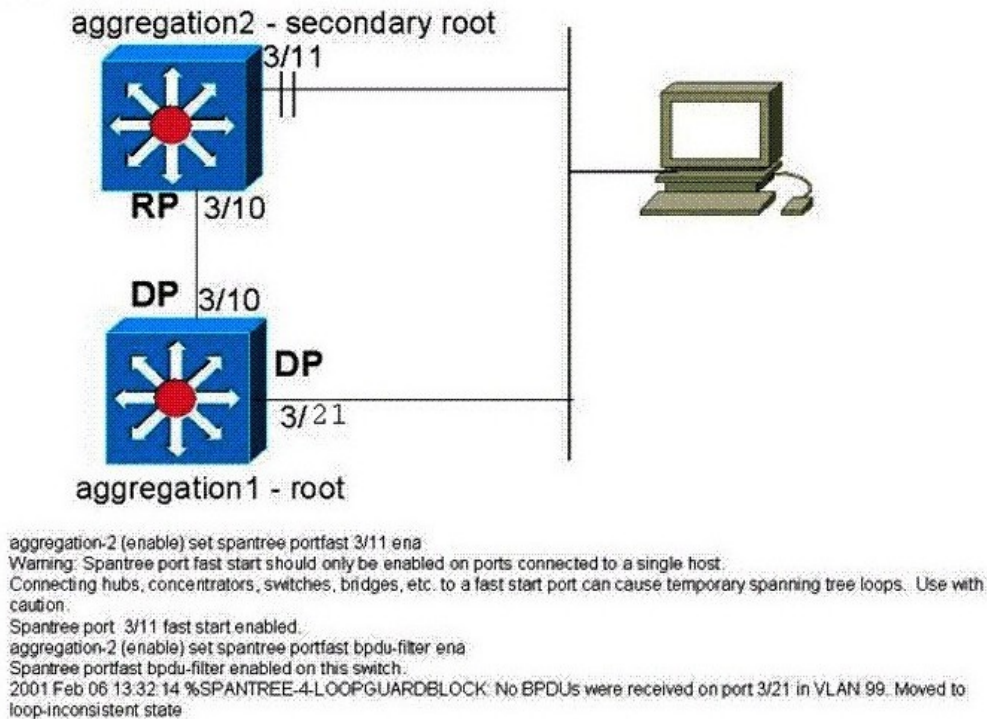 aggregation2 - secondary root
3/11
RP 3/10
DP 3/10
DP
3/21
aggregation1 - root
aggregation-2 (enable) set spantree portfast 3/11 ena
Warning: Spantree port fast start should only be enabled on ports connected to a single host.
Connecting hubs, concentrators, switches, bridges, etc. to a fast start port can cause temporary spanning tree loops. Use with
caution.
Spantree port 3/11 fast start enabled.
aggregation-2 (enable) set spantree portfast bpdu-filter ena
Spantree portfast bpdu-filter enabled on this switch.
2001 Feb 06 13:32:14 %SPANTREE-4-LOOPGUARDBLOCK: No BPDUs were received on port 3/21 in VLAN 99. Moved to
loop-inconsistent state